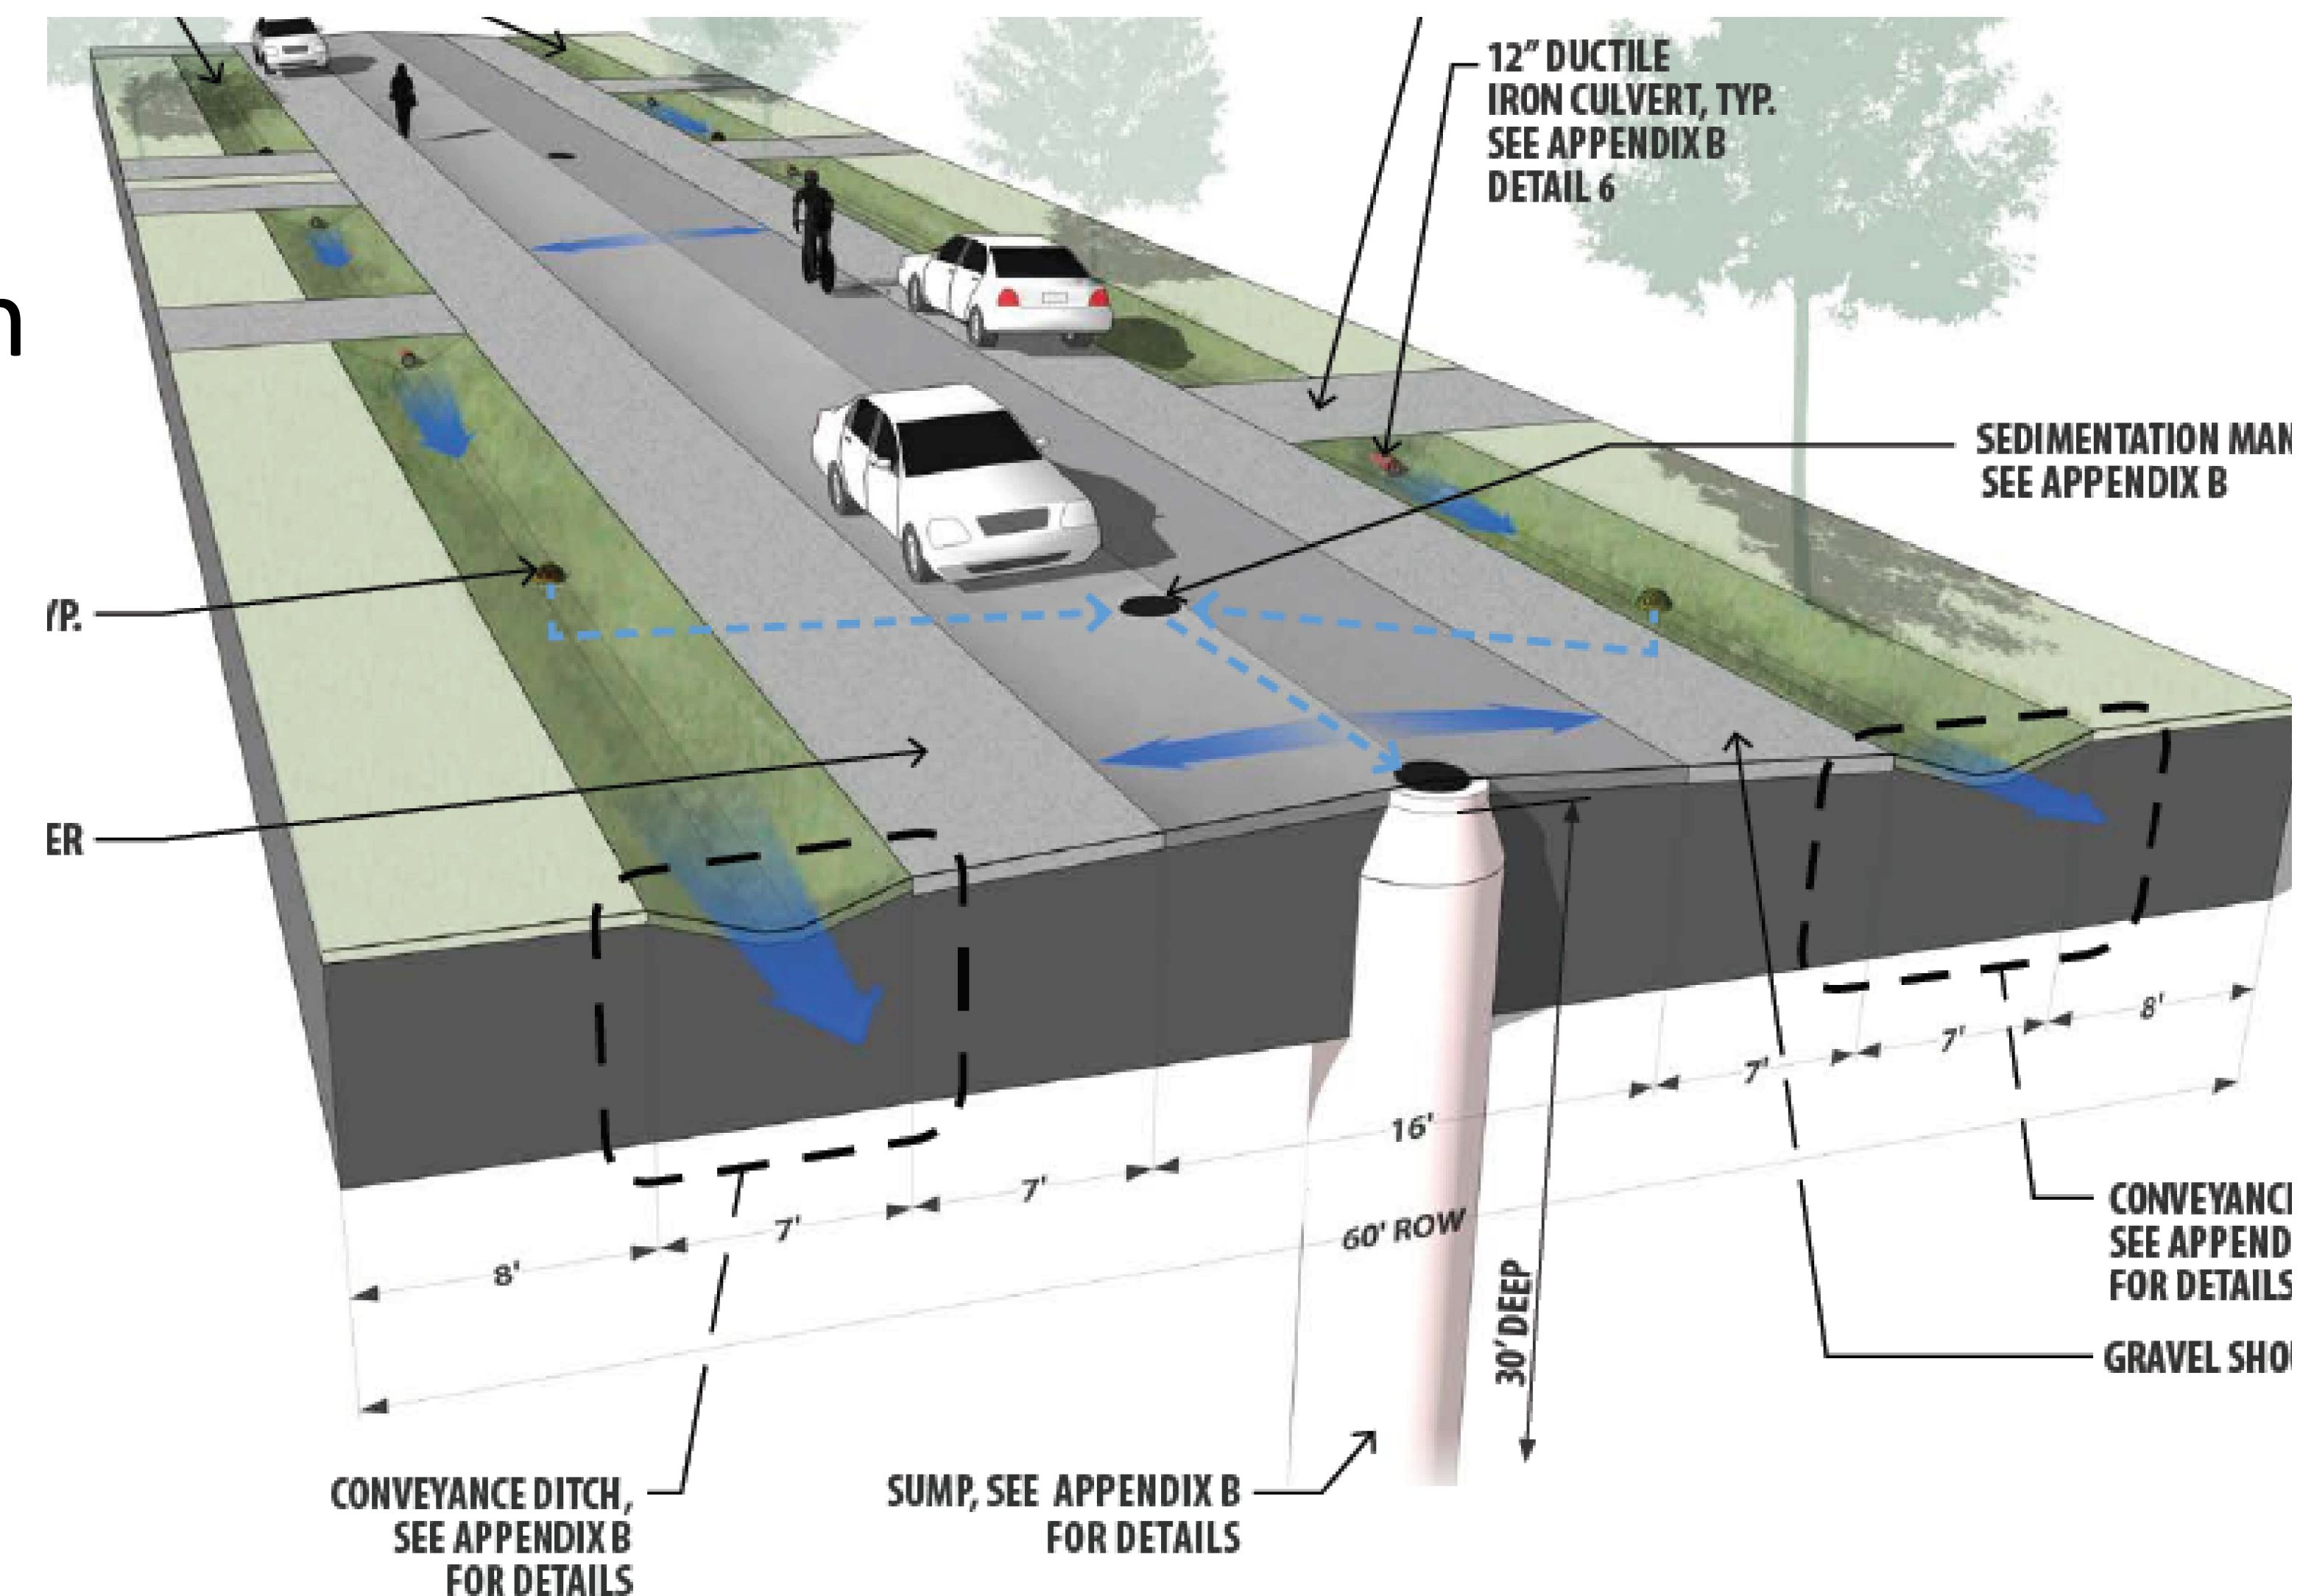 12" DUCTILE
IRON CULVERT, TYP.
SEE APPENDIX B
DETAIL 6
n
SEDIMENTATION MAN
SEE APPENDIX B
YP.
ER
8'
7'
7'
16'
7'
7'
8'
60' ROW
30' DEEP
CONVEYANC
SEE APPEND
FOR DETAILS
GRAVEL SHO
CONVEYANCE DITCH,
SEE APPENDIX B
FOR DETAILS
SUMP, SEE APPENDIX B
FOR DETAILS